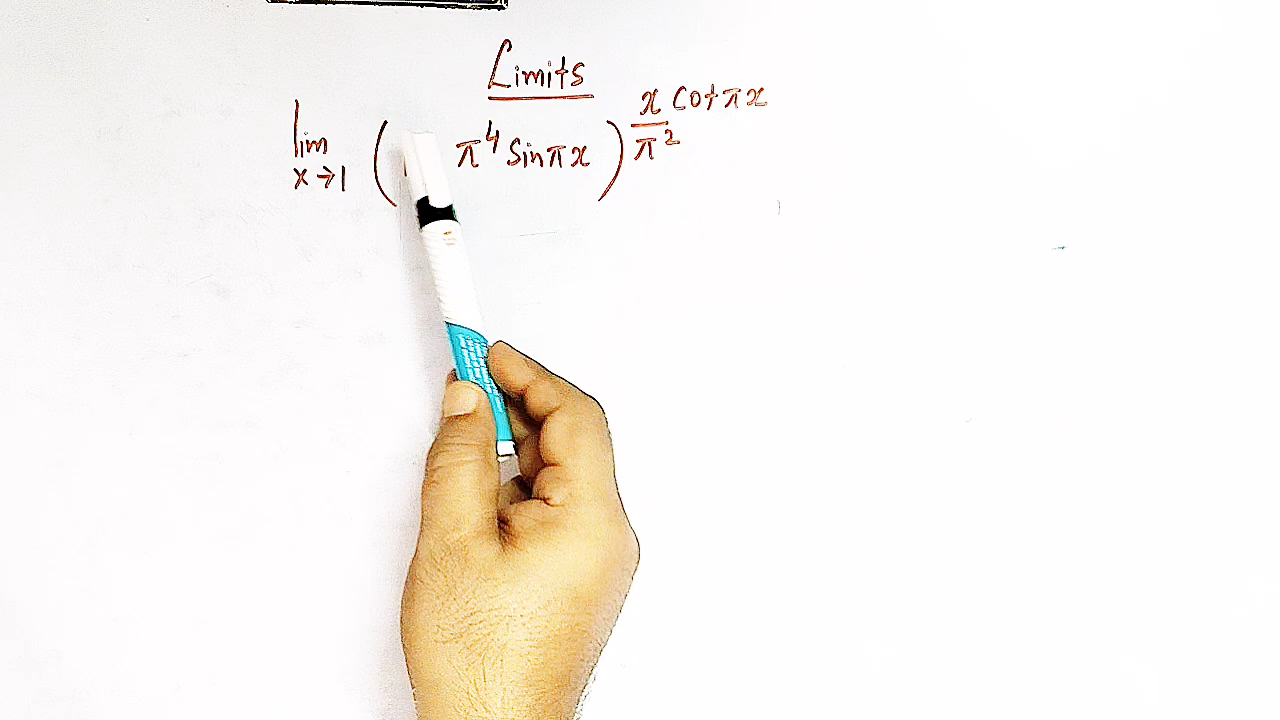 Limits
lim x→1 ( π⁴ sin πx )^(x/π² cot πx)